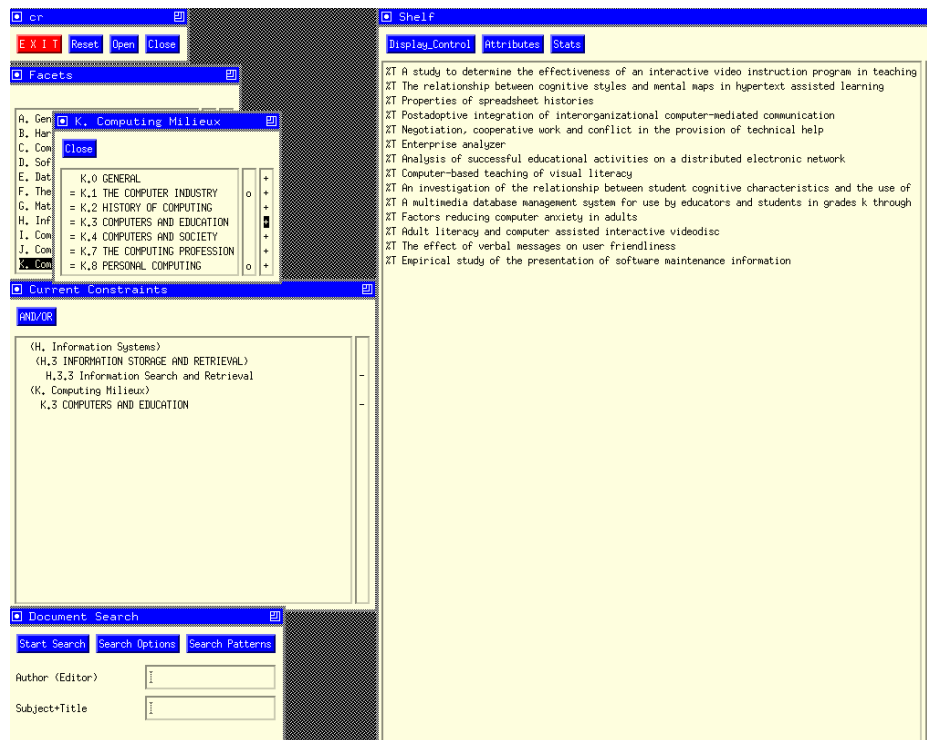 cr
EXIT Reset Open Close
Facets
A. Gen
B. Har
C. Com
D. Sof
E. Dat
F. The
G. Mat
H. Inf
I. Com
J. Com
K. Com
K. Computing Milieux
Close
K.0 GENERAL +
= K.1 THE COMPUTER INDUSTRY o +
= K.2 HISTORY OF COMPUTING +
= K.3 COMPUTERS AND EDUCATION +
= K.4 COMPUTERS AND SOCIETY +
= K.7 THE COMPUTING PROFESSION +
= K.8 PERSONAL COMPUTING o +
Current Constraints
AND/OR
(H. Information Systems)
(H.3 INFORMATION STORAGE AND RETRIEVAL)
H.3.3 Information Search and Retrieval -
(K. Computing Milieux)
K.3 COMPUTERS AND EDUCATION -
Document Search
Start Search Search Options Search Patterns
Author (Editor)
Subject+Title
Shelf
Display_Control Attributes Stats
%T A study to determine the effectiveness of an interactive video instruction program in teaching
%T The relationship between cognitive styles and mental maps in hypertext assisted learning
%T Properties of spreadsheet histories
%T Postadoptive integration of interorganizational computer-mediated communication
%T Negotiation, cooperative work and conflict in the provision of technical help
%T Enterprise analyzer
%T Analysis of successful educational activities on a distributed electronic network
%T Computer-based teaching of visual literacy
%T An investigation of the relationship between student cognitive characteristics and the use of
%T A multimedia database management system for use by educators and students in grades k through
%T Factors reducing computer anxiety in adults
%T Adult literacy and computer assisted interactive videodisc
%T The effect of verbal messages on user friendliness
%T Empirical study of the presentation of software maintenance information